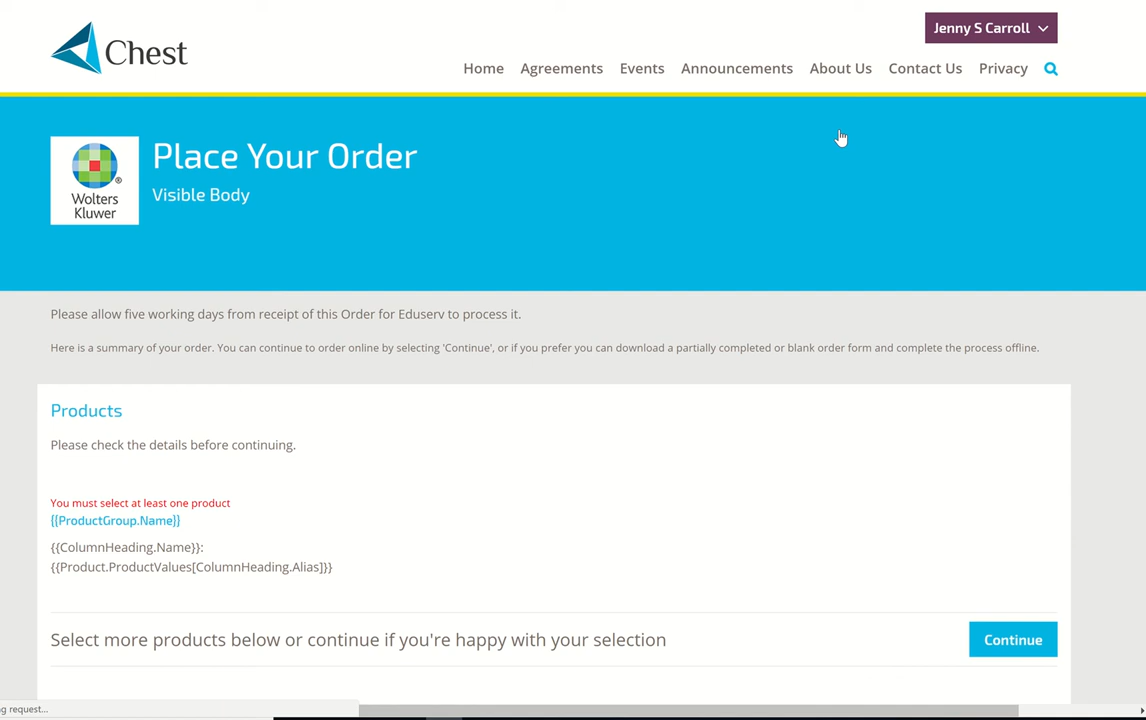 Chest
Jenny S Carroll
Home Agreements Events Announcements About Us Contact Us Privacy
Wolters
Kluwer
Place Your Order
Visible Body
Please allow five working days from receipt of this Order for Eduserv to process it.
Here is a summary of your order. You can continue to order online by selecting 'Continue', or if you prefer you can download a partially completed or blank order form and complete the process offline.
Products
Please check the details before continuing.
You must select at least one product
{{ProductGroup.Name}}
{{ColumnHeading.Name}}:
{{Product.ProductValues[ColumnHeading.Alias]}}
Select more products below or continue if you're happy with your selection
Continue
g request...